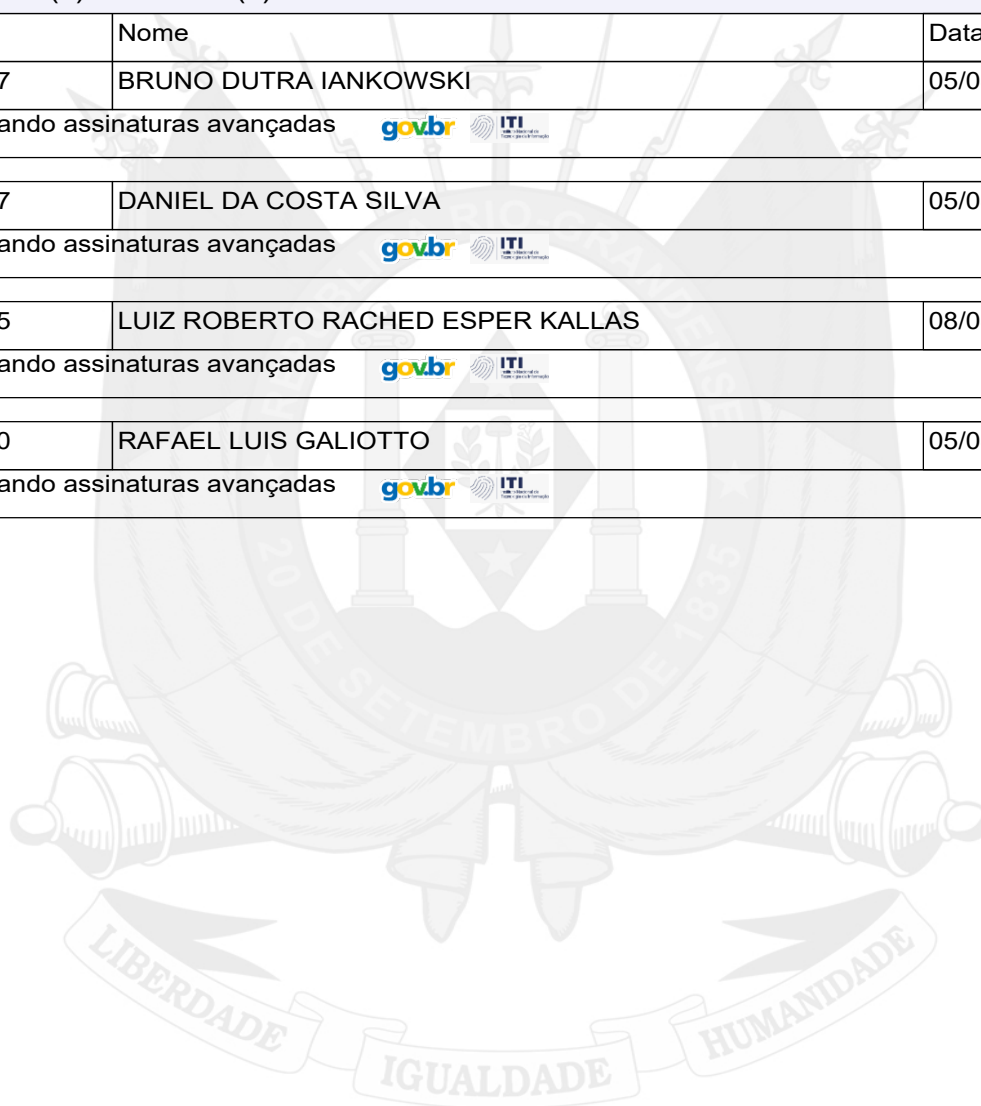 Nome Data
7 BRUNO DUTRA IANKOWSKI 05/0
ando assinaturas avançadas gov.br ITI
7 DANIEL DA COSTA SILVA 05/0
ando assinaturas avançadas gov.br ITI
5 LUIZ ROBERTO RACHED ESPER KALLAS 08/0
ando assinaturas avançadas gov.br ITI
0 RAFAEL LUIS GALIOTTO 05/0
ando assinaturas avançadas gov.br ITI
REPÚBLICA RIO-GRANDENSE
20 DE SETEMBRO DE 1835
LIBERDADE IGUALDADE HUMANIDADE